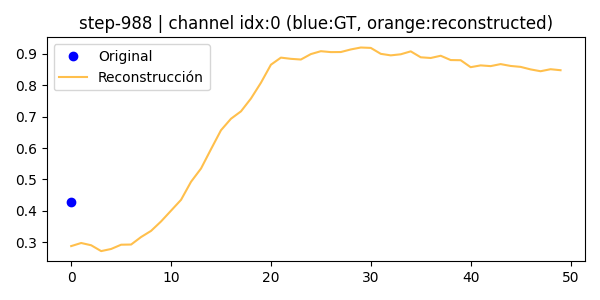 step-988 | channel idx:0 (blue:GT, orange:reconstructed)
Original
Reconstrucción
0.9
0.8
0.7
0.6
0.5
0.4
0.3
0 10 20 30 40 50